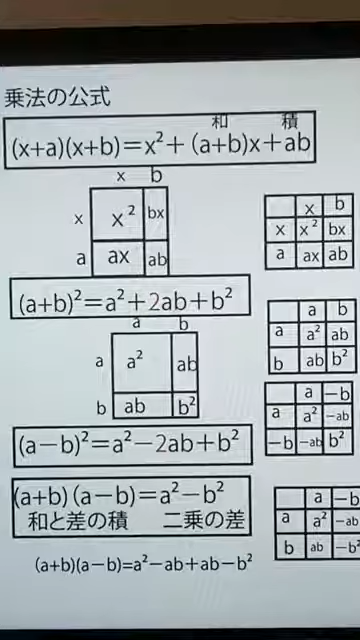 乗法の公式
和 積
(x+a)(x+b)=x²+(a+b)x+ab
x b
x x² bx
a ax ab
x b
x x² bx
a ax ab
(a+b)²=a²+2ab+b²
a b
a a² ab
b ab b²
a b
a a² ab
b ab b²
(a−b)²=a²−2ab+b²
a −b
a a² −ab
−b −ab b²
(a+b)(a−b)=a²−b²
和と差の積 二乗の差
a −b
a a² −ab
b ab −b²
(a+b)(a−b)=a²−ab+ab−b²